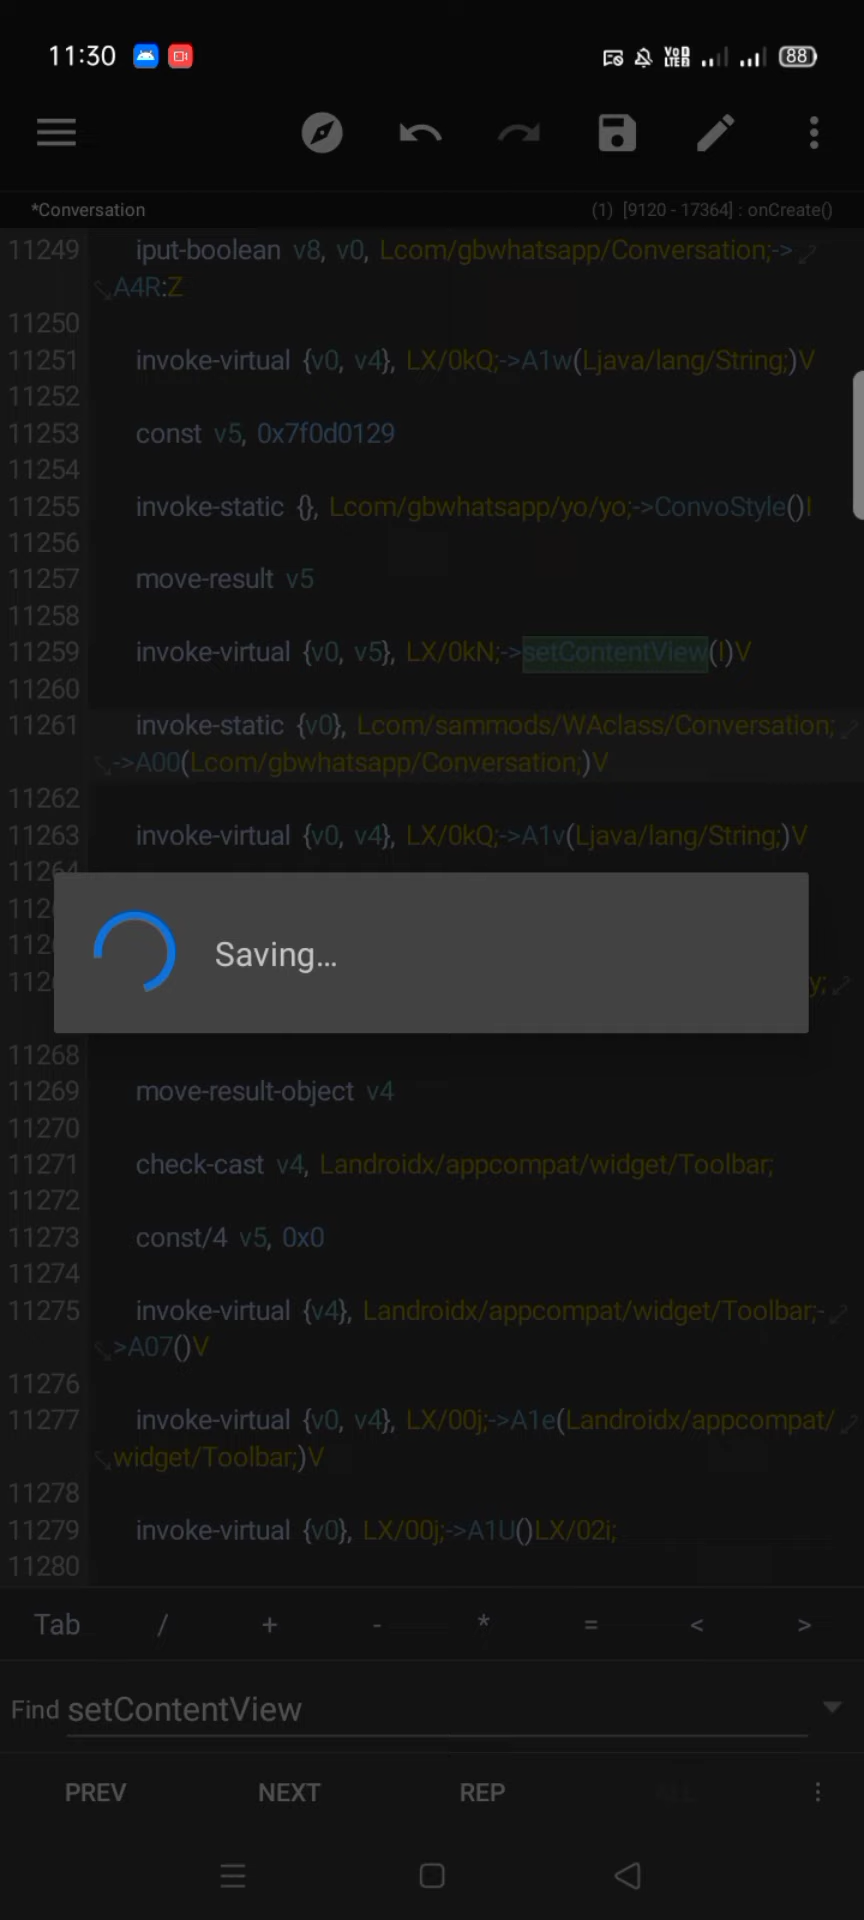 11:30 VoD LTE2 88
*Conversation (1) [9120 - 17364] : onCreate()
11249 iput-boolean v8, v0, Lcom/gbwhatsapp/Conversation;->
A4R:Z
11250
11251 invoke-virtual {v0, v4}, LX/0kQ;->A1w(Ljava/lang/String;)V
11252
11253 const v5, 0x7f0d0129
11254
11255 invoke-static {}, Lcom/gbwhatsapp/yo/yo;->ConvoStyle()I
11256
11257 move-result v5
11258
11259 invoke-virtual {v0, v5}, LX/0kN;->setContentView(I)V
11260
11261 invoke-static {v0}, Lcom/sammods/WAclass/Conversation;
->A00(Lcom/gbwhatsapp/Conversation;)V
11262
11263 invoke-virtual {v0, v4}, LX/0kQ;->A1v(Ljava/lang/String;)V
11264
Saving...
y;
11268
11269 move-result-object v4
11270
11271 check-cast v4, Landroidx/appcompat/widget/Toolbar;
11272
11273 const/4 v5, 0x0
11274
11275 invoke-virtual {v4}, Landroidx/appcompat/widget/Toolbar;-
>A07()V
11276
11277 invoke-virtual {v0, v4}, LX/00j;->A1e(Landroidx/appcompat/
widget/Toolbar;)V
11278
11279 invoke-virtual {v0}, LX/00j;->A1U()LX/02i;
11280
Tab / + - * = < >
Find setContentView
PREV NEXT REP